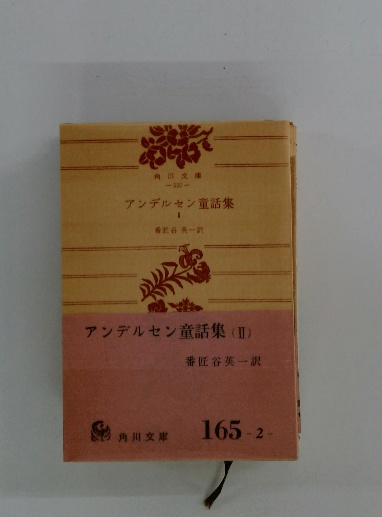 角川文庫
アンデルセン童話集
番匠谷英一訳
アンデルセン童話集(Ⅱ)
番匠谷英一訳
角川文庫 165-2-